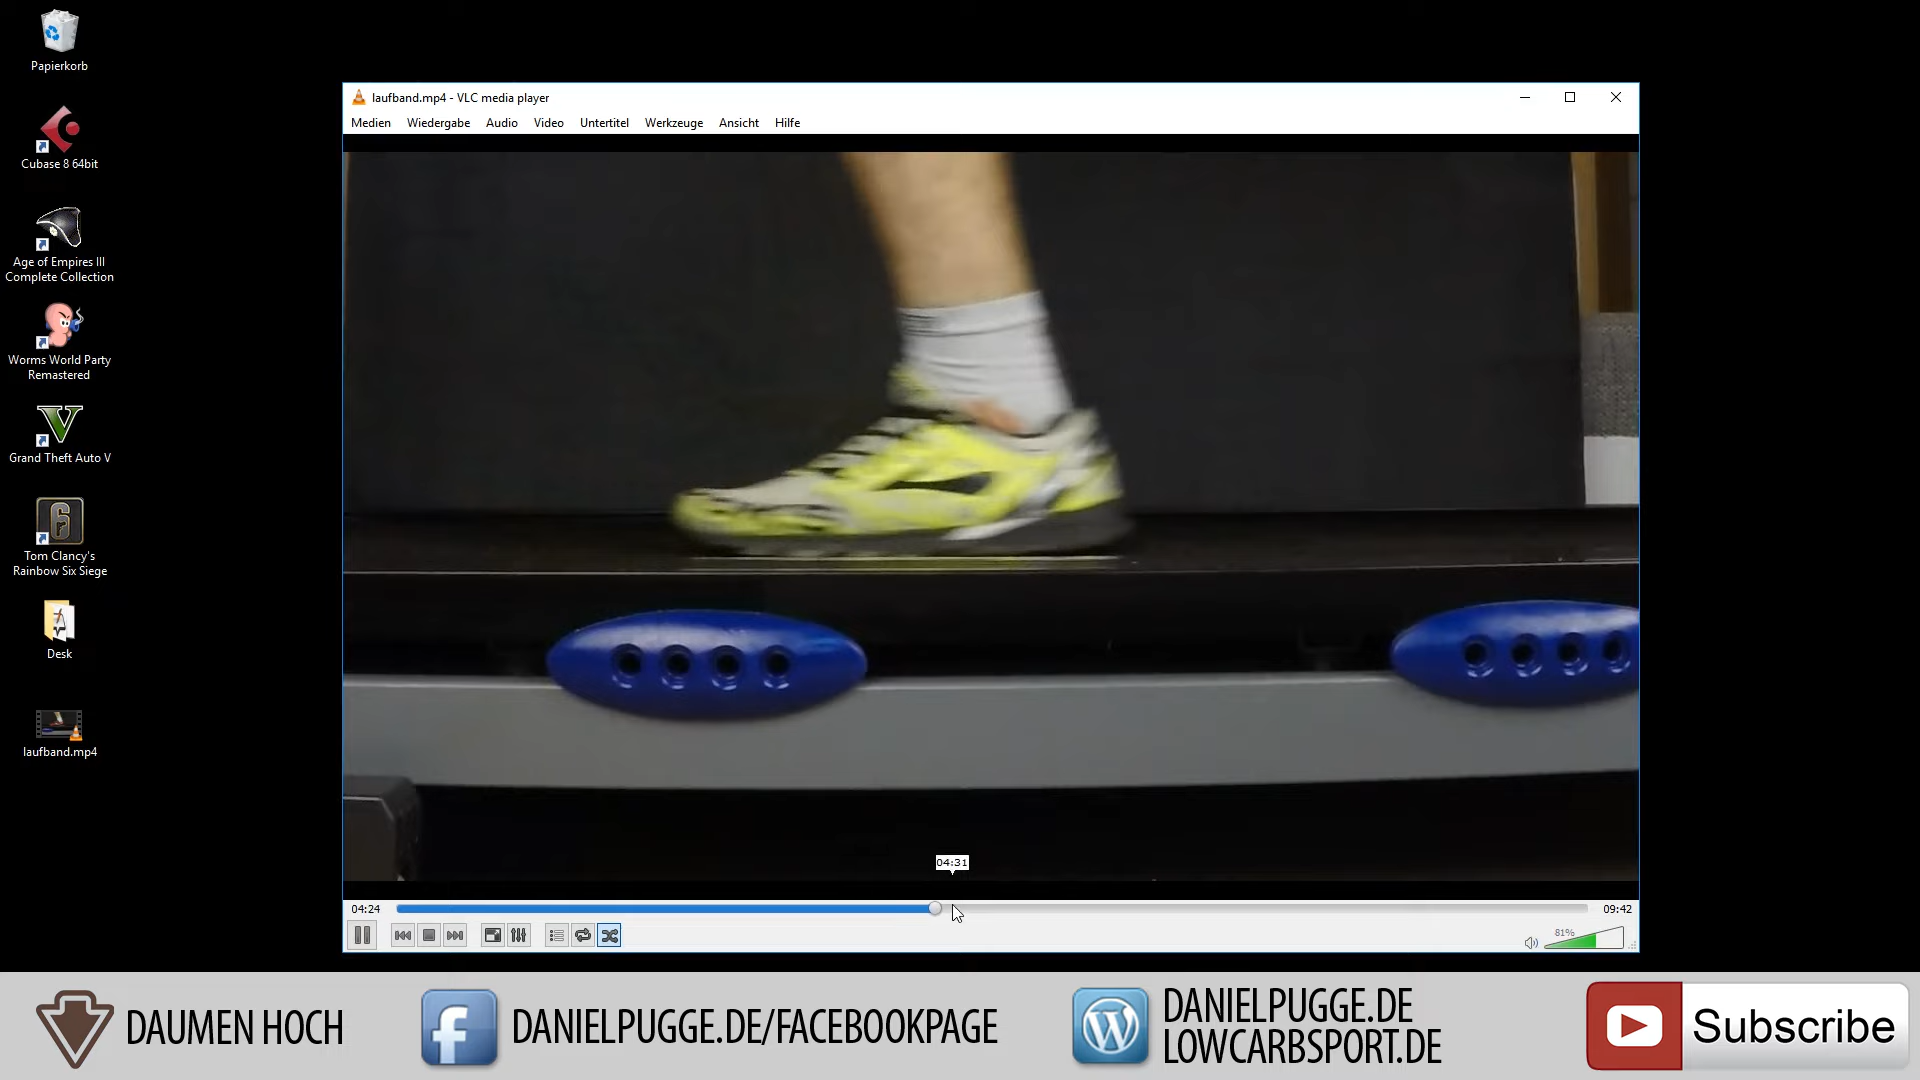 Papierkorb
Cubase 8 64bit
Age of Empires III
Complete Collection
Worms World Party
Remastered
Grand Theft Auto V
Tom Clancy's
Rainbow Six Siege
Desk
laufband.mp4
laufband.mp4 - VLC media player
Medien Wiedergabe Audio Video Untertitel Werkzeuge Ansicht Hilfe
04:31
04:24
09:42
81%
DAUMEN HOCH
DANIELPUGGE.DE/FACEBOOKPAGE
DANIELPUGGE.DE
LOWCARBSPORT.DE
Subscribe